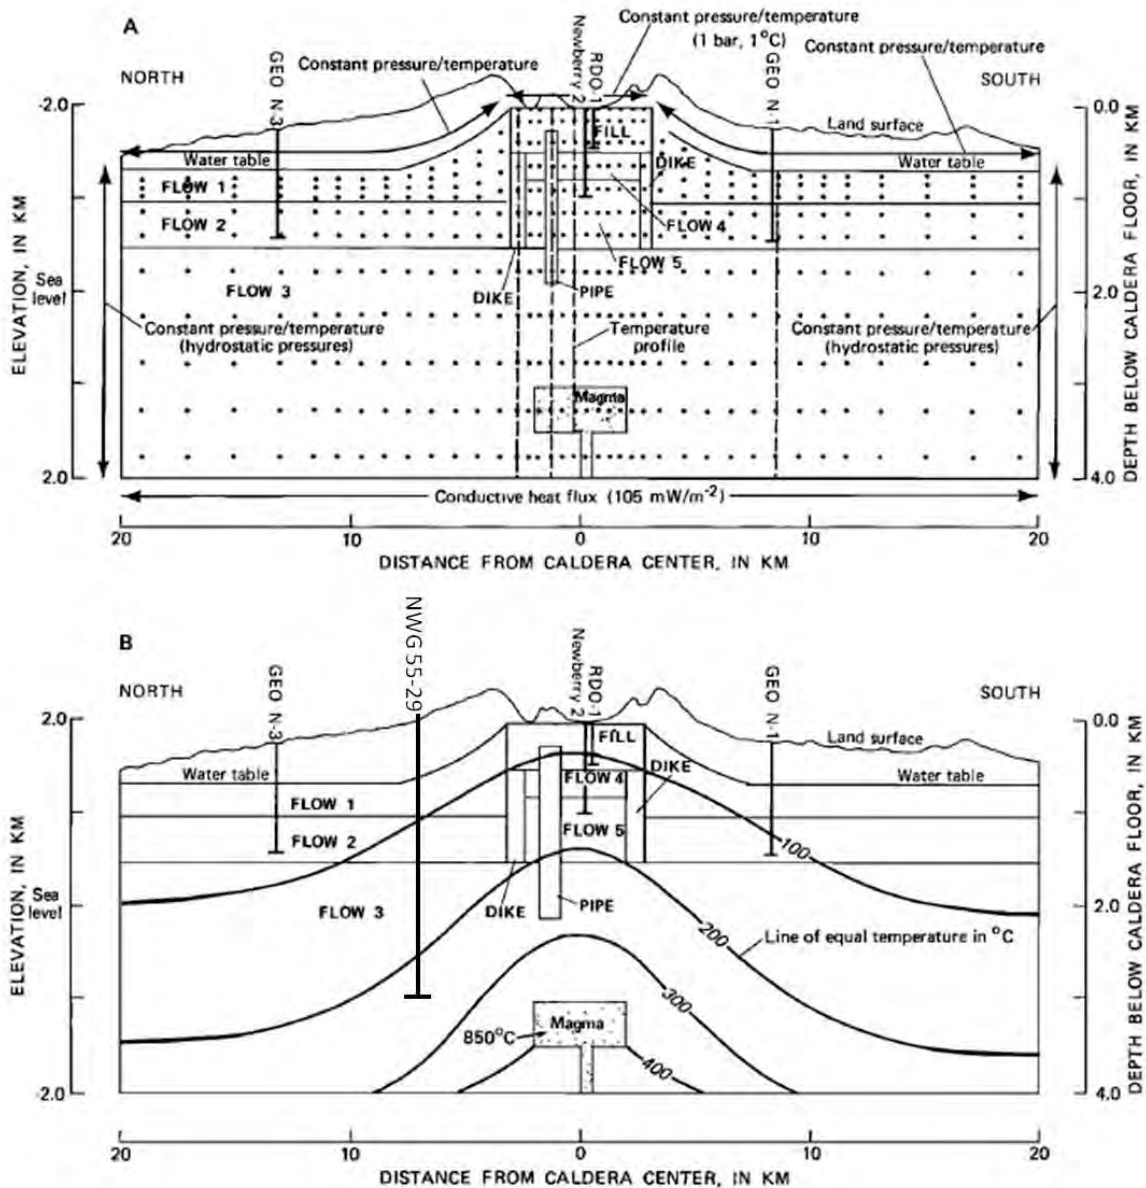 A
Constant pressure/temperature
(1 bar, 1°C)
Constant pressure/temperature
NORTH
GEO N-3
Constant pressure/temperature
Newberry 2
RDO-1
GEO N-1
SOUTH
-2.0
0.0
FILL
Land surface
Water table
DIKE
Water table
FLOW 1
FLOW 2
FLOW 4
FLOW 5
Sea
level
FLOW 3
DIKE
PIPE
2.0
Constant pressure/temperature
(hydrostatic pressures)
Temperature
profile
Constant pressure/temperature
(hydrostatic pressures)
Magma
2.0
4.0
ELEVATION, IN KM
DEPTH BELOW CALDERA FLOOR, IN KM
Conductive heat flux (105 mW/m-2)
20
10
0
10
20
DISTANCE FROM CALDERA CENTER, IN KM
B
NWG 55-29
NORTH
GEO N-3
Newberry 2
RDO-1
GEO N-1
SOUTH
2.0
0.0
FILL
Land surface
Water table
FLOW 4
DIKE
Water table
FLOW 1
FLOW 2
FLOW 5
100
Sea
level
FLOW 3
DIKE
PIPE
2.0
200
Line of equal temperature in °C
300
850°C
Magma
400
-2.0
4.0
ELEVATION, IN KM
DEPTH BELOW CALDERA FLOOR, IN KM
20
10
0
10
20
DISTANCE FROM CALDERA CENTER, IN KM